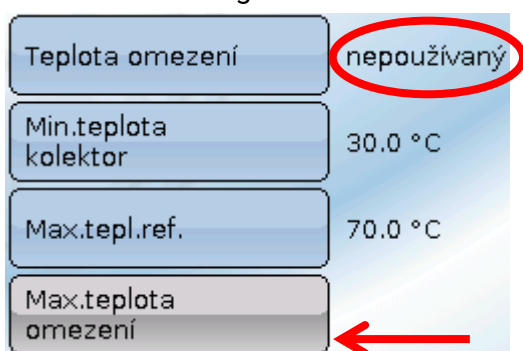 Teplota omezení nepoužívaný
Min.teplota
kolektor 30.0 °C
Max.tepl.ref. 70.0 °C
Max.teplota
omezení